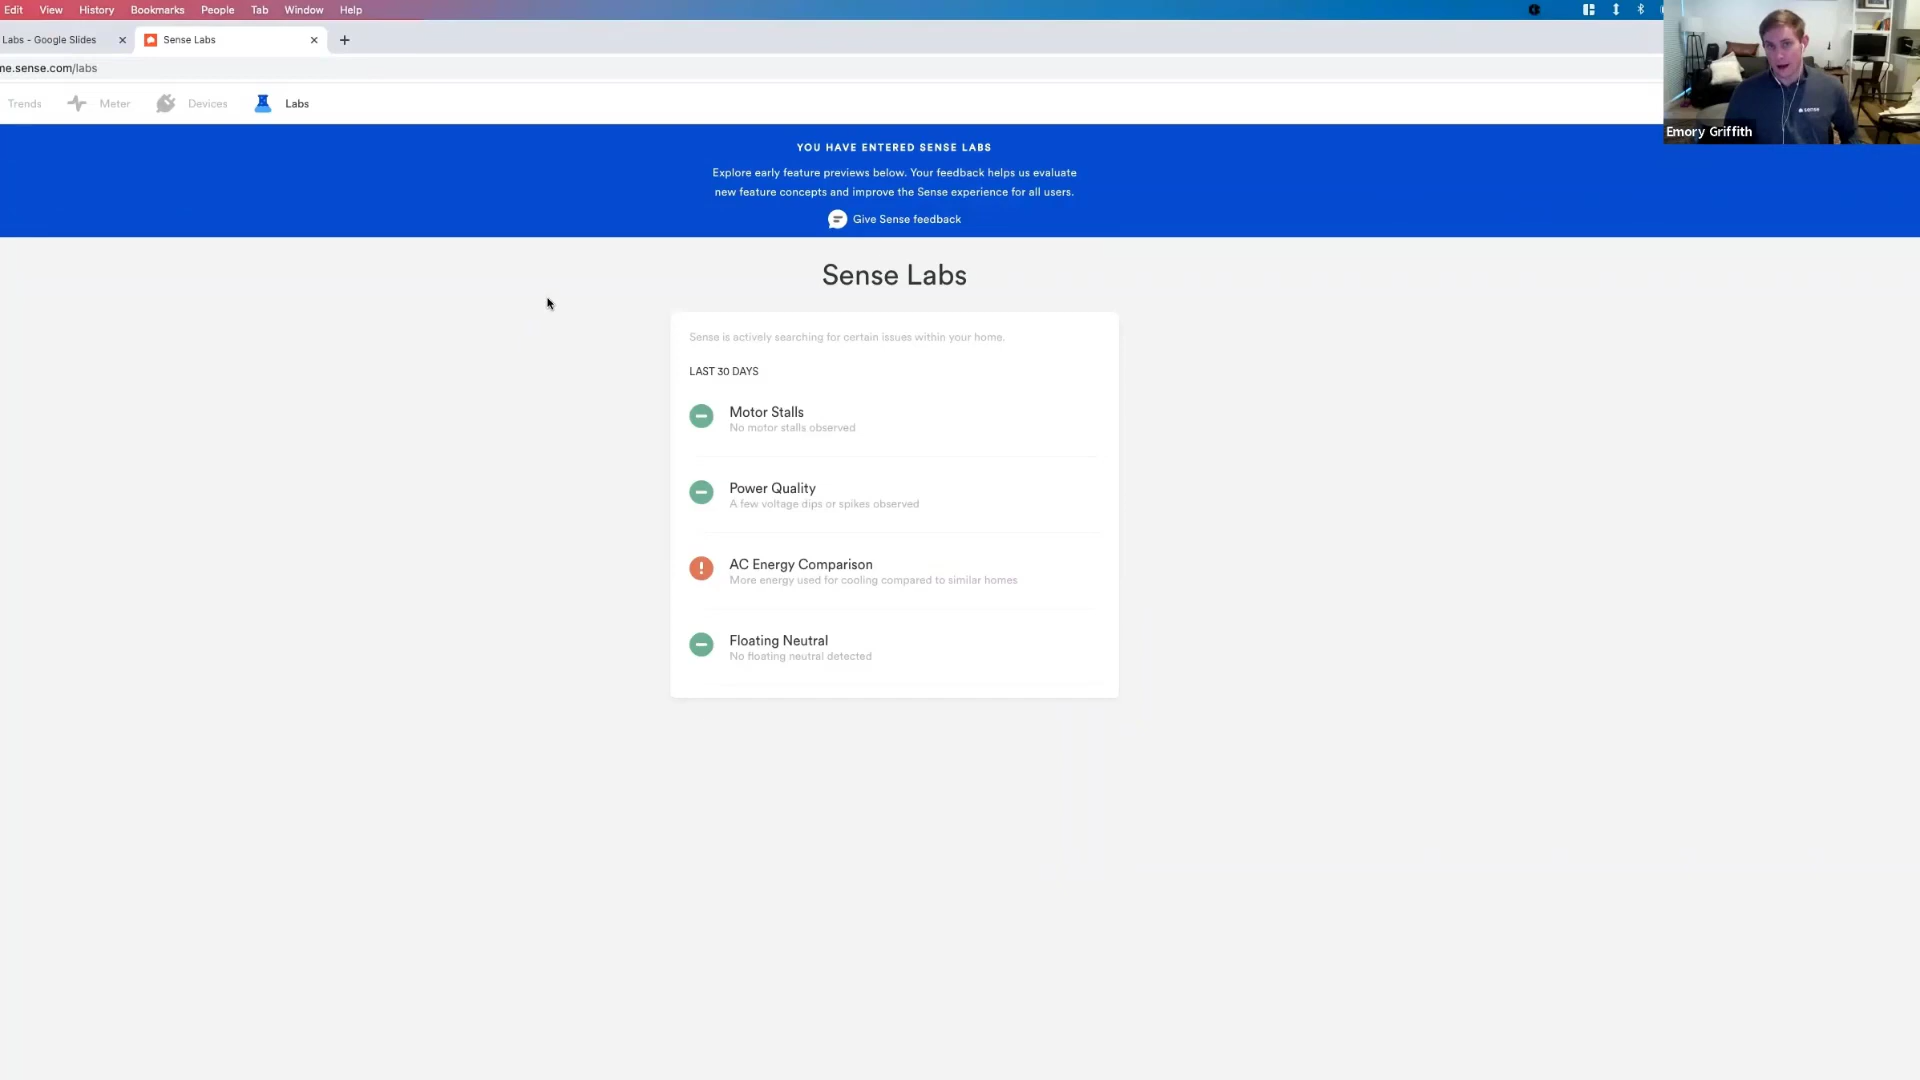 Edit View History Bookmarks People Tab Window Help
Labs - Google Slides
Sense Labs
me.sense.com/labs
Trends Meter Devices Labs
YOU HAVE ENTERED SENSE LABS
Explore early feature previews below. Your feedback helps us evaluate
new feature concepts and improve the Sense experience for all users.
Give Sense feedback
Emory Griffith
sense
Sense Labs
Sense is actively searching for certain issues within your home.
LAST 30 DAYS
Motor Stalls
No motor stalls observed
Power Quality
A few voltage dips or spikes observed
AC Energy Comparison
More energy used for cooling compared to similar homes
Floating Neutral
No floating neutral detected